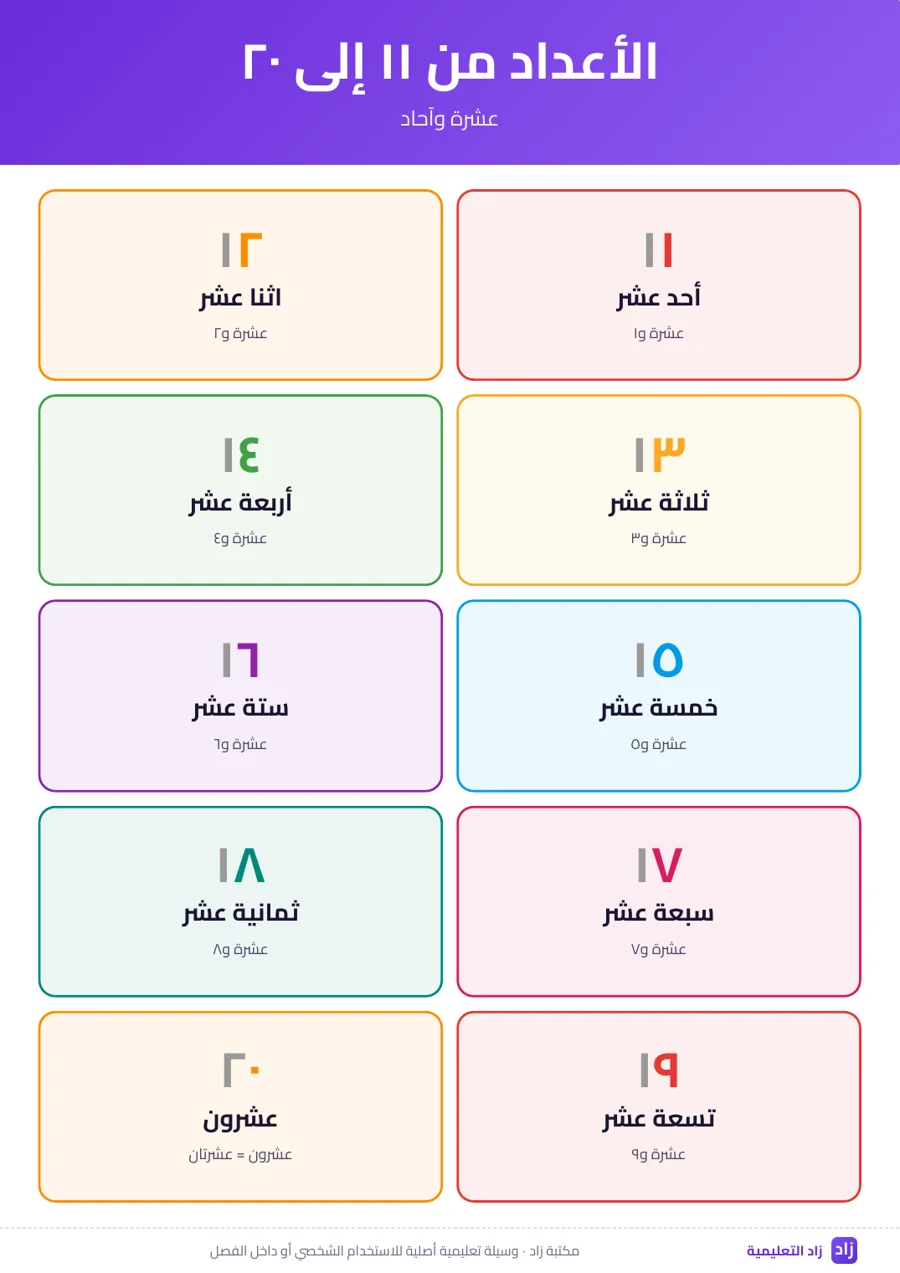 الأعداد من ١١ إلى ٢٠
عشرة وآحاد
١١
أحد عشر
عشرة و١
١٢
اثنا عشر
عشرة و٢
١٣
ثلاثة عشر
عشرة و٣
١٤
أربعة عشر
عشرة و٤
١٥
خمسة عشر
عشرة و٥
١٦
ستة عشر
عشرة و٦
١٧
سبعة عشر
عشرة و٧
١٨
ثمانية عشر
عشرة و٨
١٩
تسعة عشر
عشرة و٩
٢٠
عشرون
عشرون = عشرتان
زاد
زاد التعليمية
مكتبة زاد · وسيلة تعليمية أصلية للاستخدام الشخصي أو داخل الفصل